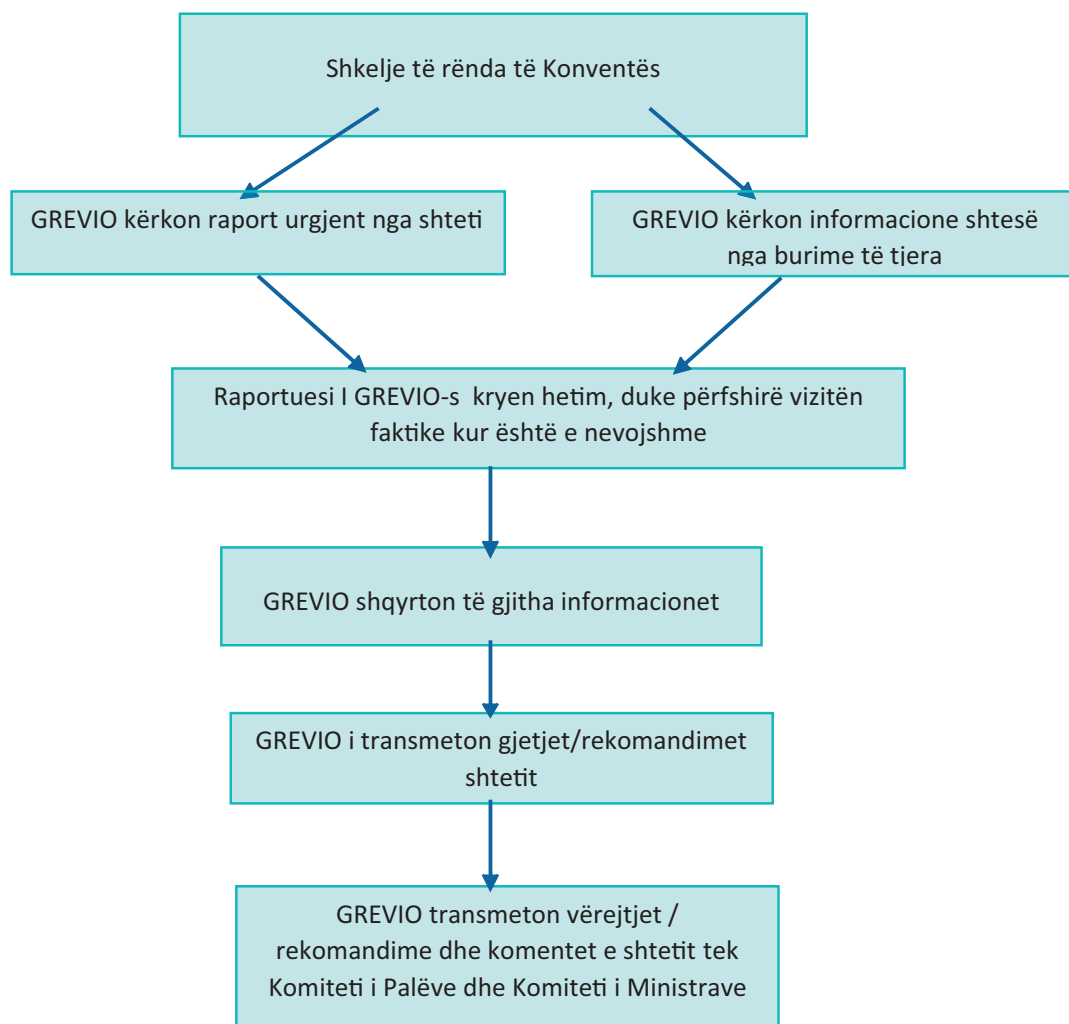 Shkelje të rënda të Konventës
GREVIO kërkon raport urgjent nga shteti
GREVIO kërkon informacione shtesë
nga burime të tjera
Raportuesi I GREVIO-s kryen hetim, duke përfshirë vizitën
faktike kur është e nevojshme
GREVIO shqyrton të gjitha informacionet
GREVIO i transmeton gjetjet/rekomandimet
shtetit
GREVIO transmeton vërejtjet /
rekomandime dhe komentet e shtetit tek
Komiteti i Palëve dhe Komiteti i Ministrave